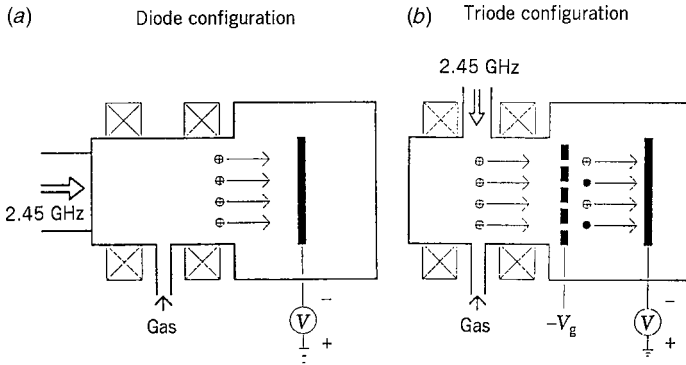 (a)
Diode configuration
2.45 GHz
Gas
V
−
+
(b)
Triode configuration
2.45 GHz
Gas
−Vg
V
−
+